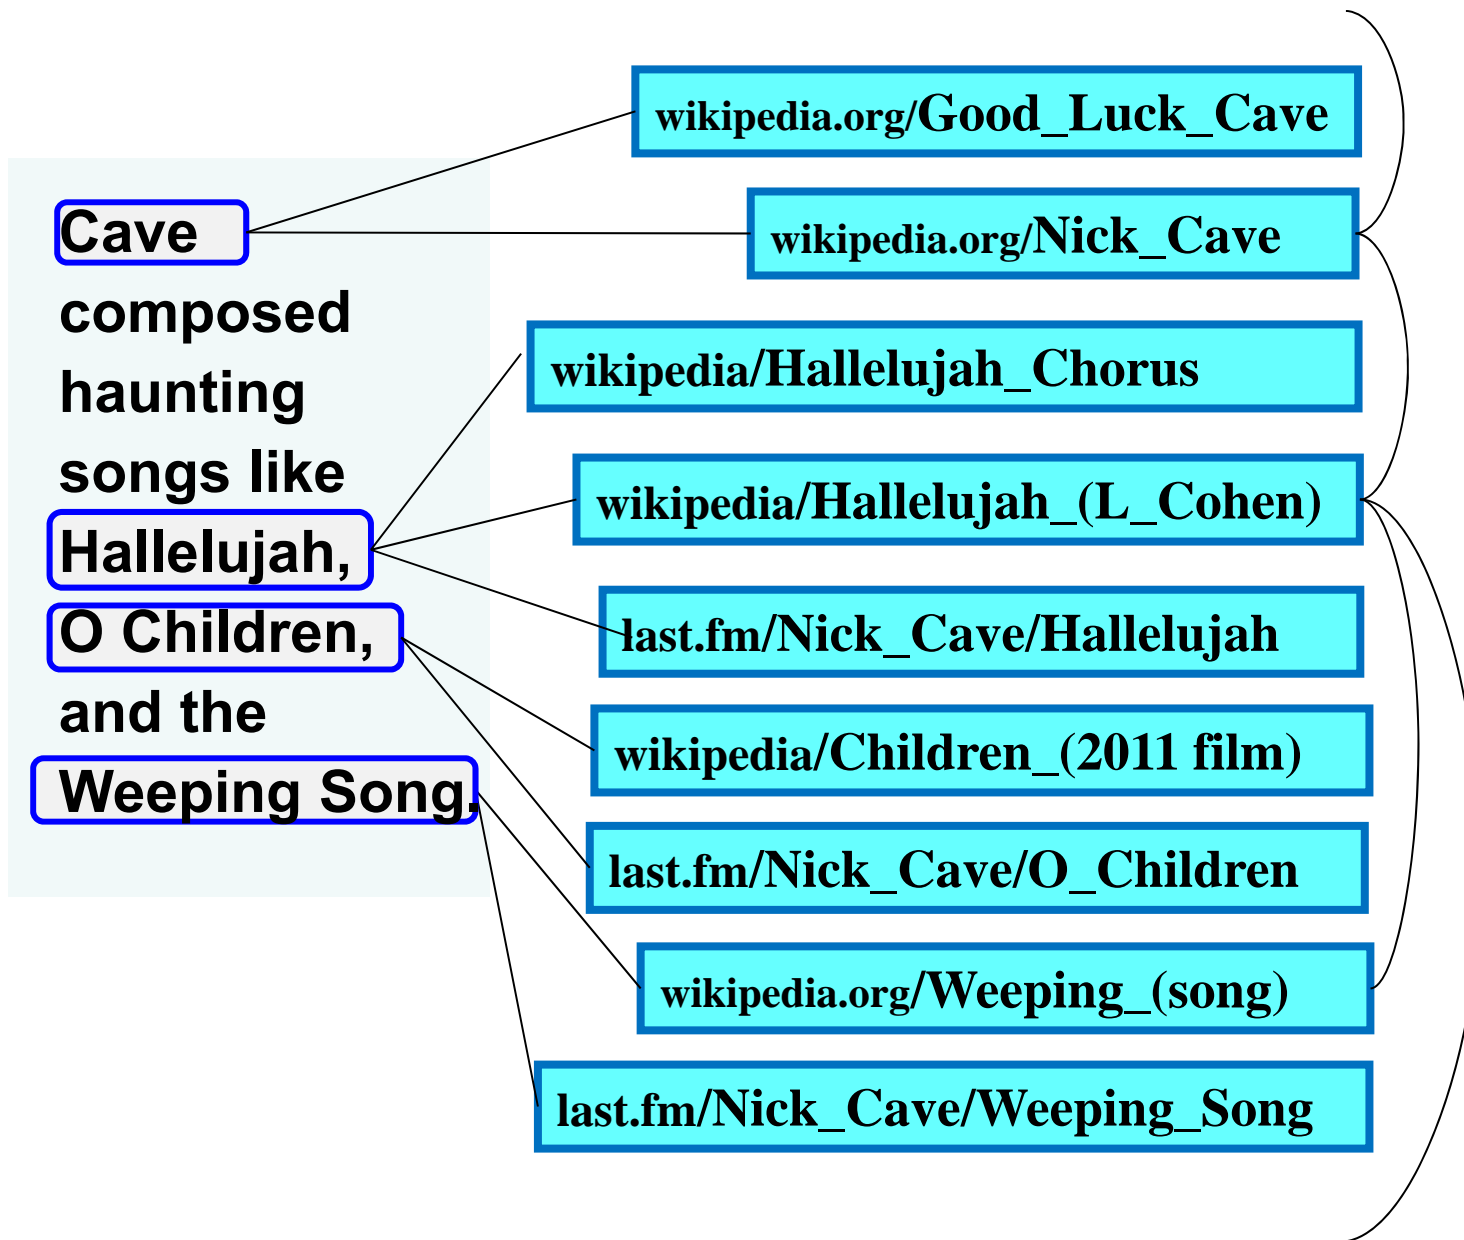 Cave
composed
haunting
songs like
Hallelujah,
O Children,
and the
Weeping Song.
wikipedia.org/Good_Luck_Cave
wikipedia.org/Nick_Cave
wikipedia/Hallelujah_Chorus
wikipedia/Hallelujah_(L_Cohen)
last.fm/Nick_Cave/Hallelujah
wikipedia/Children_(2011 film)
last.fm/Nick_Cave/O_Children
wikipedia.org/Weeping_(song)
last.fm/Nick_Cave/Weeping_Song